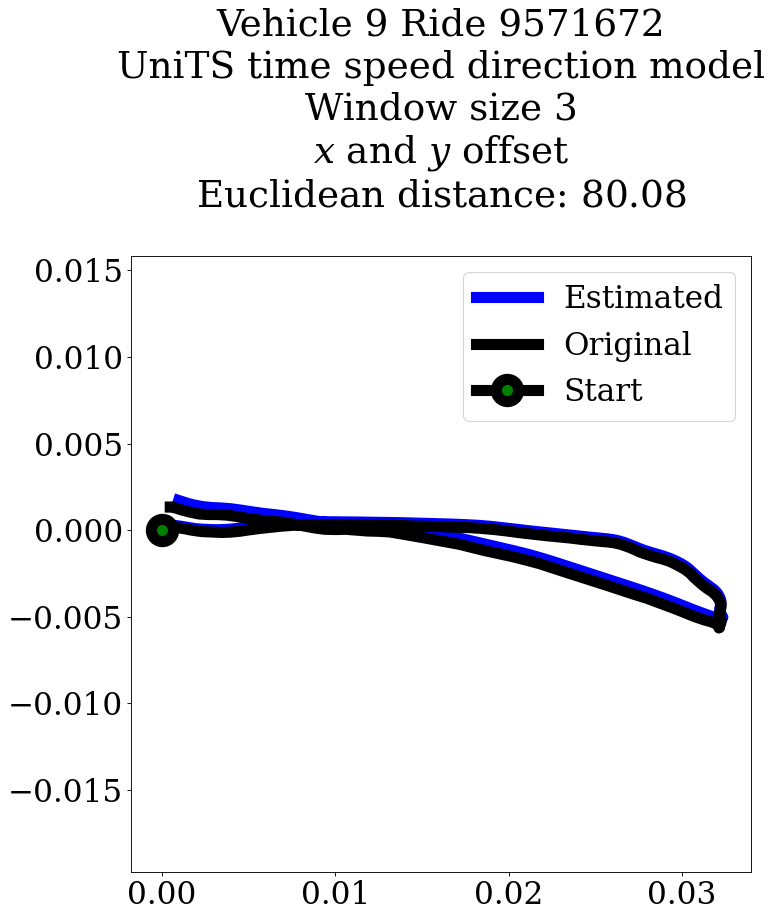 Vehicle 9 Ride 9571672
UniTS time speed direction model
Window size 3
x and y offset
Euclidean distance: 80.08
Estimated
Original
Start
0.015
0.010
0.005
0.000
−0.005
−0.010
−0.015
0.00
0.01
0.02
0.03